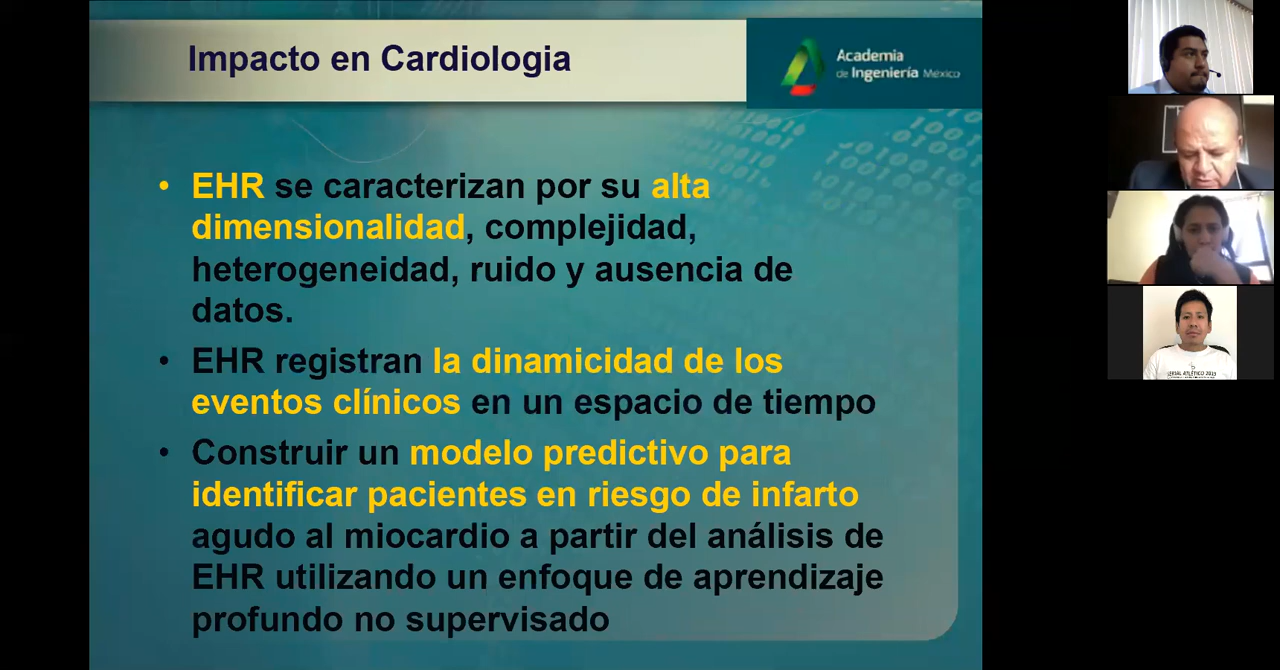 Impacto en Cardiologia
Academia
de Ingeniería México
• EHR se caracterizan por su alta
dimensionalidad, complejidad,
heterogeneidad, ruido y ausencia de
datos.
• EHR registran la dinamicidad de los
eventos clínicos en un espacio de tiempo
• Construir un modelo predictivo para
identificar pacientes en riesgo de infarto
agudo al miocardio a partir del análisis de
EHR utilizando un enfoque de aprendizaje
profundo no supervisado